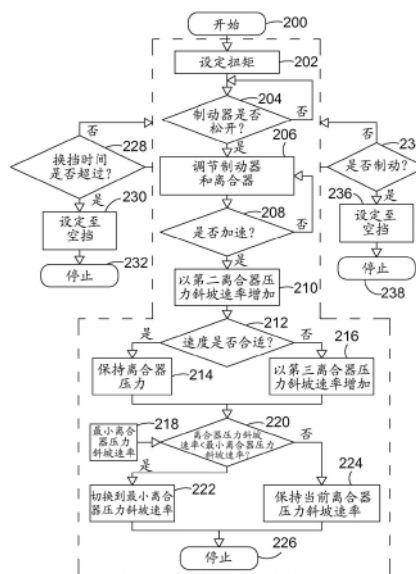 开始
200
设定扭矩
202
制动器是否
松开?
204
否
是
换挡时间
是否超过?
228
否
是
设定至
空挡
230
停止
232
调节制动器
和离合器
206
是否加速?
208
否
是
是否制动?
否
是
设定至
空挡
236
停止
238
以第二离合器压
力斜坡速率增加
210
速度是否合适?
212
是
否
保持离合器
压力
214
以第三离合器压
力斜坡速率增加
216
最小离合
器压力
斜坡速率
218
离合器压力斜坡
速率<最小离合器压力
斜坡速率?
220
是
否
切换到最小离合
器压力斜坡速率
222
保持当前离合器
压力斜坡速率
224
停止
226